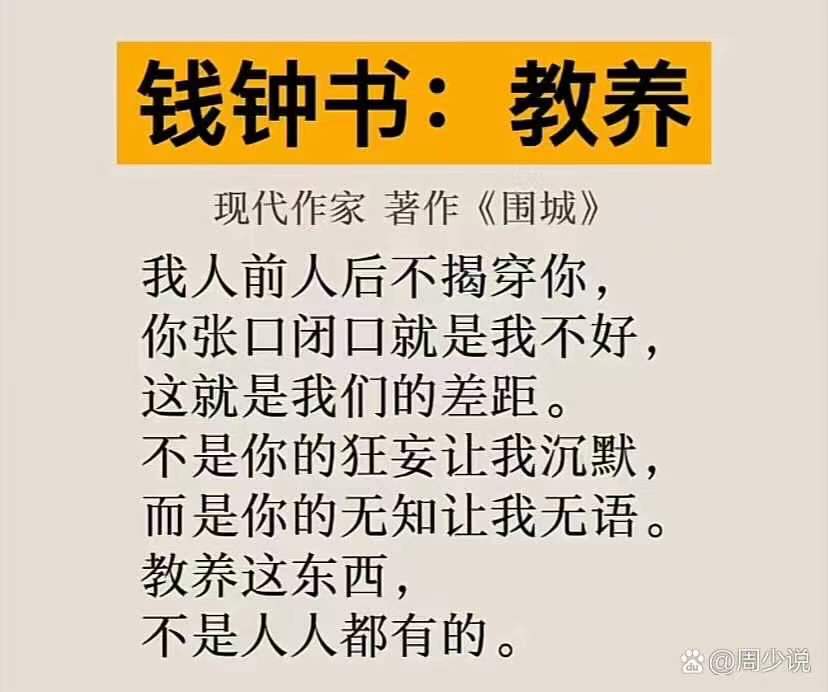 钱钟书：教养
现代作家 著作《围城》
我人前人后不揭穿你，
你张口闭口就是我不好，
这就是我们的差距。
不是你的狂妄让我沉默，
而是你的无知让我无语。
教养这东西，
不是人人都有的。
du @周少说